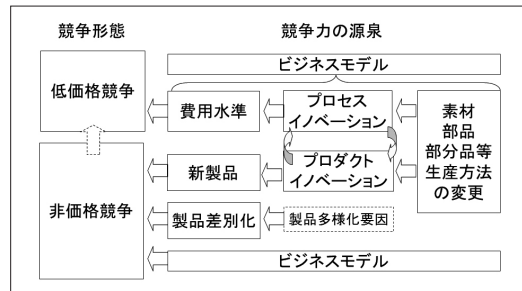 競争形態
競争力の源泉
ビジネスモデル
低価格競争
費用水準
プロセス
イノベーション
素材
部品
部分品等
生産方法
の変更
非価格競争
新製品
プロダクト
イノベーション
製品差別化
製品多様化要因
ビジネスモデル